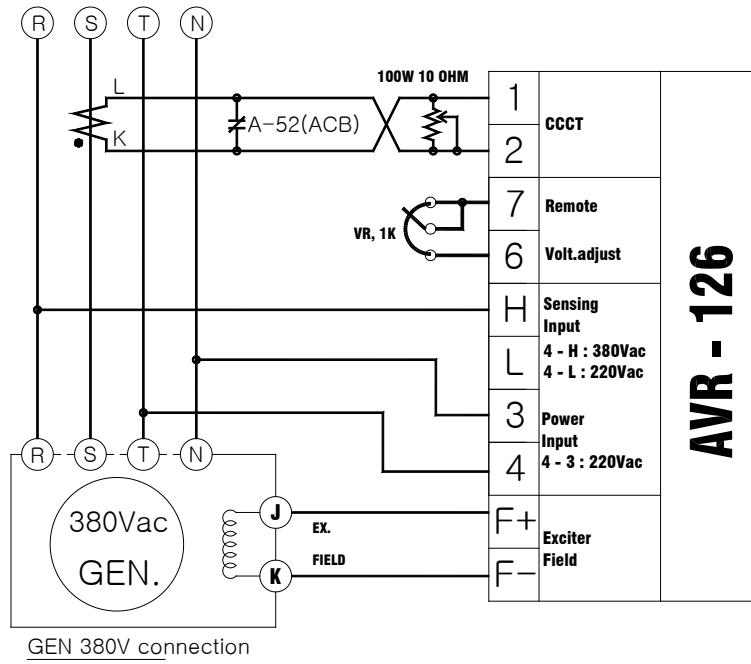 R S T N
100W 10 OHM
L
K
A-52(ACB)
1
2
CCCT
VR, 1K
7
6
Remote
Volt.adjust
H
L
Sensing
Input
4 - H : 380Vac
4 - L : 220Vac
3
4
Power
Input
4 - 3 : 220Vac
F+
F-
Exciter
Field
AVR - 126
R S T N
380Vac
GEN.
J
K
EX.
FIELD
GEN 380V connection